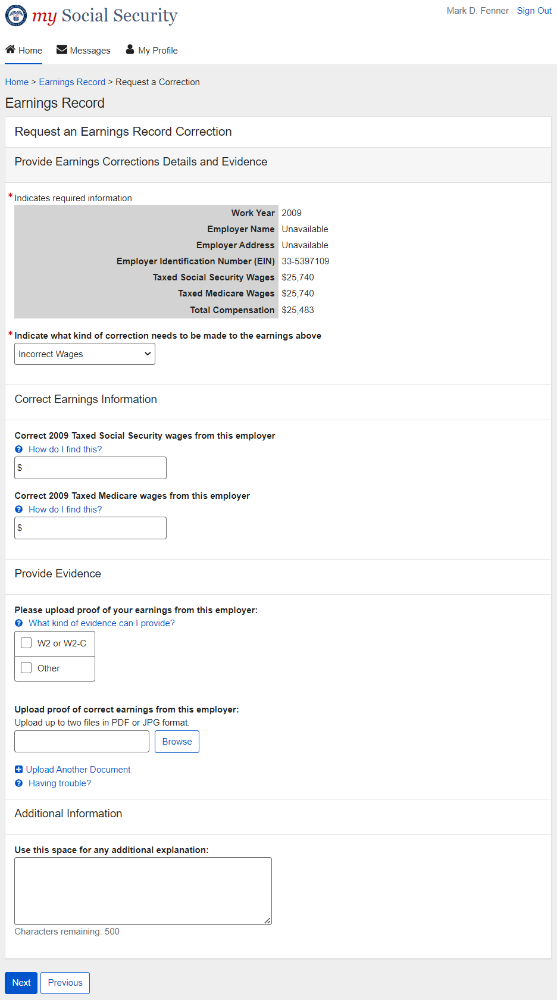 my Social Security
Mark D. Fenner Sign Out
Home Messages My Profile
Home > Earnings Record > Request a Correction
Earnings Record
Request an Earnings Record Correction
Provide Earnings Corrections Details and Evidence
* Indicates required information
Work Year 2009
Employer Name Unavailable
Employer Address Unavailable
Employer Identification Number (EIN) 33-5397109
Taxed Social Security Wages $25,740
Taxed Medicare Wages $25,740
Total Compensation $25,483
* Indicate what kind of correction needs to be made to the earnings above
Incorrect Wages
Correct Earnings Information
Correct 2009 Taxed Social Security wages from this employer
? How do I find this?
$
Correct 2009 Taxed Medicare wages from this employer
? How do I find this?
$
Provide Evidence
Please upload proof of your earnings from this employer:
? What kind of evidence can I provide?
W2 or W2-C
Other
Upload proof of correct earnings from this employer:
Upload up to two files in PDF or JPG format.
Browse
Upload Another Document
? Having trouble?
Additional Information
Use this space for any additional explanation:
Characters remaining: 500
Next Previous